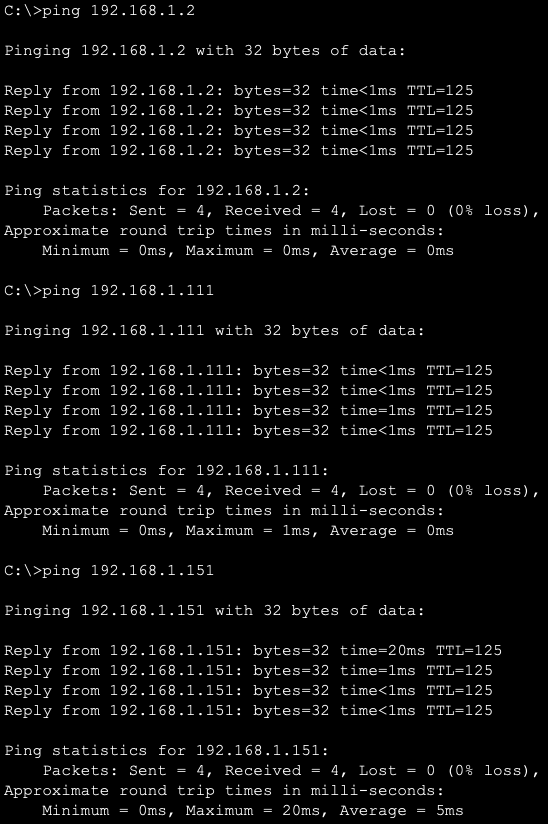 C:\>ping 192.168.1.2
Pinging 192.168.1.2 with 32 bytes of data:
Reply from 192.168.1.2: bytes=32 time<1ms TTL=125
Reply from 192.168.1.2: bytes=32 time<1ms TTL=125
Reply from 192.168.1.2: bytes=32 time<1ms TTL=125
Reply from 192.168.1.2: bytes=32 time<1ms TTL=125
Ping statistics for 192.168.1.2:
Packets: Sent = 4, Received = 4, Lost = 0 (0% loss),
Approximate round trip times in milli-seconds:
Minimum = 0ms, Maximum = 0ms, Average = 0ms
C:\>ping 192.168.1.111
Pinging 192.168.1.111 with 32 bytes of data:
Reply from 192.168.1.111: bytes=32 time<1ms TTL=125
Reply from 192.168.1.111: bytes=32 time<1ms TTL=125
Reply from 192.168.1.111: bytes=32 time=1ms TTL=125
Reply from 192.168.1.111: bytes=32 time<1ms TTL=125
Ping statistics for 192.168.1.111:
Packets: Sent = 4, Received = 4, Lost = 0 (0% loss),
Approximate round trip times in milli-seconds:
Minimum = 0ms, Maximum = 1ms, Average = 0ms
C:\>ping 192.168.1.151
Pinging 192.168.1.151 with 32 bytes of data:
Reply from 192.168.1.151: bytes=32 time=20ms TTL=125
Reply from 192.168.1.151: bytes=32 time=1ms TTL=125
Reply from 192.168.1.151: bytes=32 time<1ms TTL=125
Reply from 192.168.1.151: bytes=32 time<1ms TTL=125
Ping statistics for 192.168.1.151:
Packets: Sent = 4, Received = 4, Lost = 0 (0% loss),
Approximate round trip times in milli-seconds:
Minimum = 0ms, Maximum = 20ms, Average = 5ms